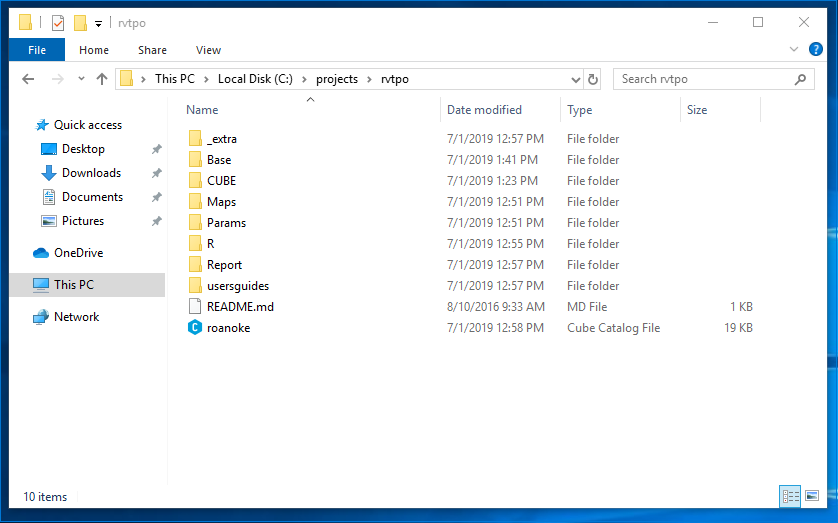 rvtpo
File Home Share View
This PC Local Disk (C:) projects rvtpo Search rvtpo
Name Date modified Type Size
Quick access
Desktop
Downloads
Documents
Pictures
OneDrive
This PC
Network
_extra 7/1/2019 12:57 PM File folder
Base 7/1/2019 1:41 PM File folder
CUBE 7/1/2019 1:23 PM File folder
Maps 7/1/2019 12:51 PM File folder
Params 7/1/2019 12:51 PM File folder
R 7/1/2019 12:55 PM File folder
Report 7/1/2019 12:57 PM File folder
usersguides 7/1/2019 12:57 PM File folder
README.md 8/10/2016 9:33 AM MD File 1 KB
roanoke 7/1/2019 12:58 PM Cube Catalog File 19 KB
10 items